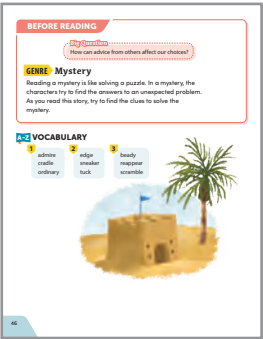 BEFORE READING
Big Question
How can advice from others affect our choices?
GENRE Mystery
Reading a mystery is like solving a puzzle. In a mystery, the
characters try to find the answers to an unexpected problem.
As you read this story, try to find the clues to solve the
mystery.
A-Z VOCABULARY
1
admire
cradle
ordinary
2
edge
sneaker
tuck
3
beady
reappear
scramble
46